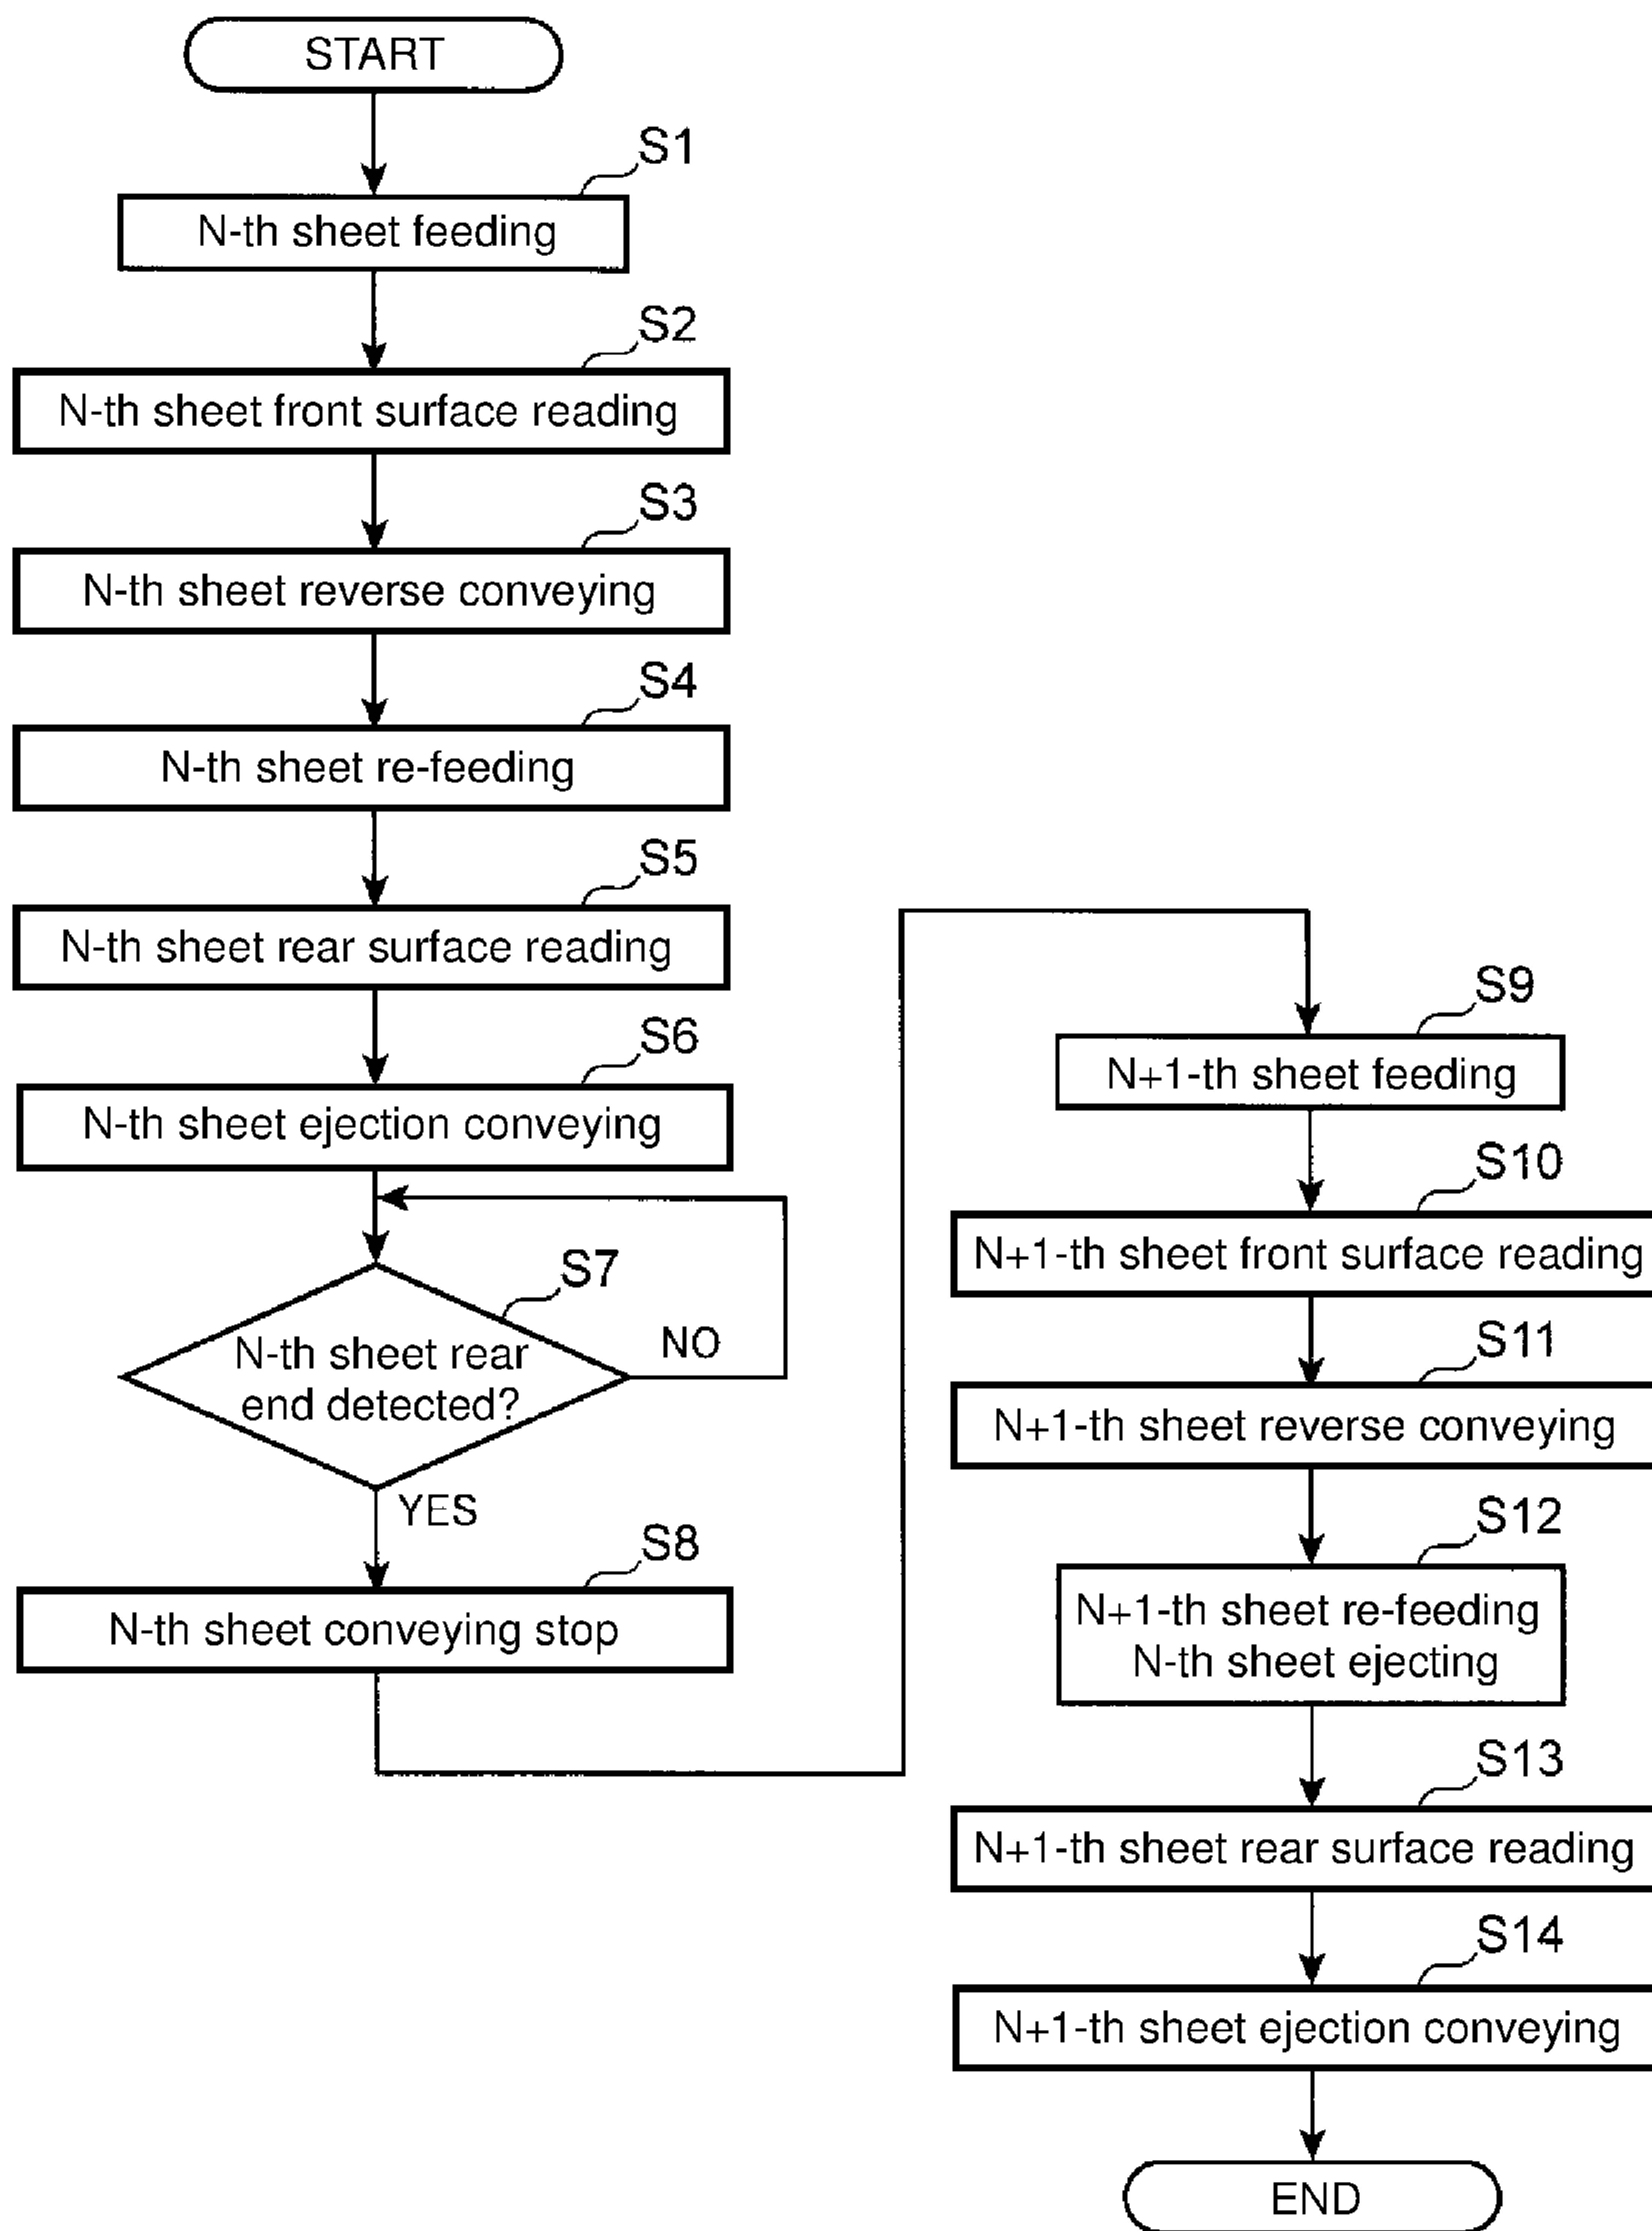 START
S1
N-th sheet feeding
S2
N-th sheet front surface reading
S3
N-th sheet reverse conveying
S4
N-th sheet re-feeding
S5
N-th sheet rear surface reading
S6
N-th sheet ejection conveying
S7
N-th sheet rear
end detected?
NO
YES
S8
N-th sheet conveying stop
S9
N+1-th sheet feeding
S10
N+1-th sheet front surface reading
S11
N+1-th sheet reverse conveying
S12
N+1-th sheet re-feeding
N-th sheet ejecting
S13
N+1-th sheet rear surface reading
S14
N+1-th sheet ejection conveying
END